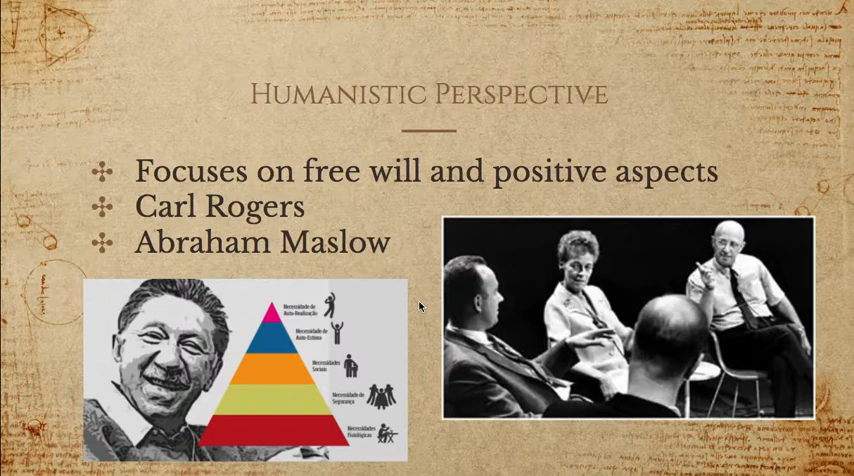 Humanistic Perspective
Focuses on free will and positive aspects
Carl Rogers
Abraham Maslow
Necessidade de
Auto-Realização
Necessidade de
Auto-Estima
Necessidades
Sociais
Necessidade de
Segurança
Necessidades
Fisiológicas